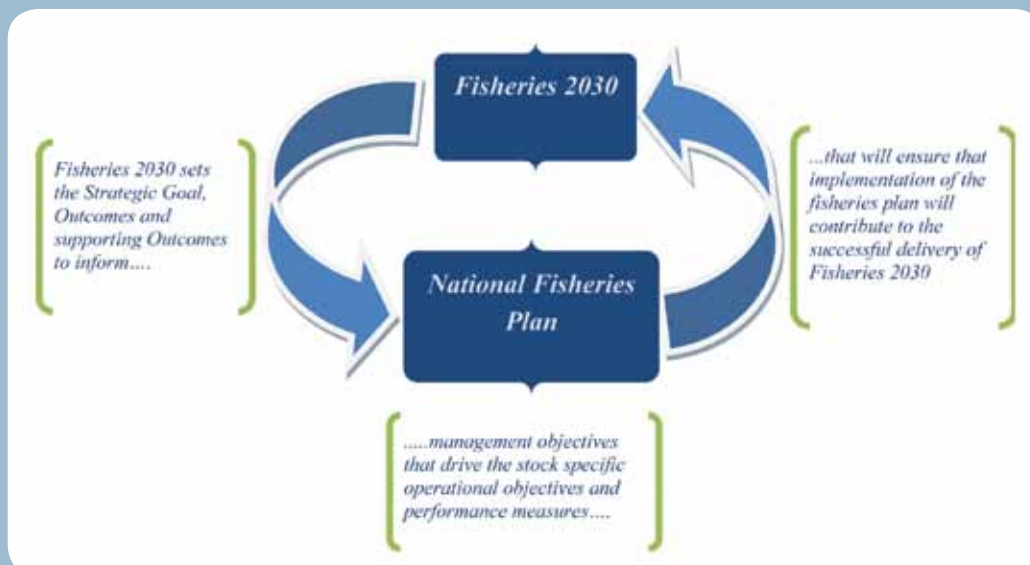 Fisheries 2030
Fisheries 2030 sets
the Strategic Goal,
Outcomes and
supporting Outcomes
to inform....
National Fisheries
Plan
.....management objectives
that drive the stock specific
operational objectives and
performance measures....
...that will ensure that
implementation of the
fisheries plan will
contribute to the
successful delivery of
Fisheries 2030